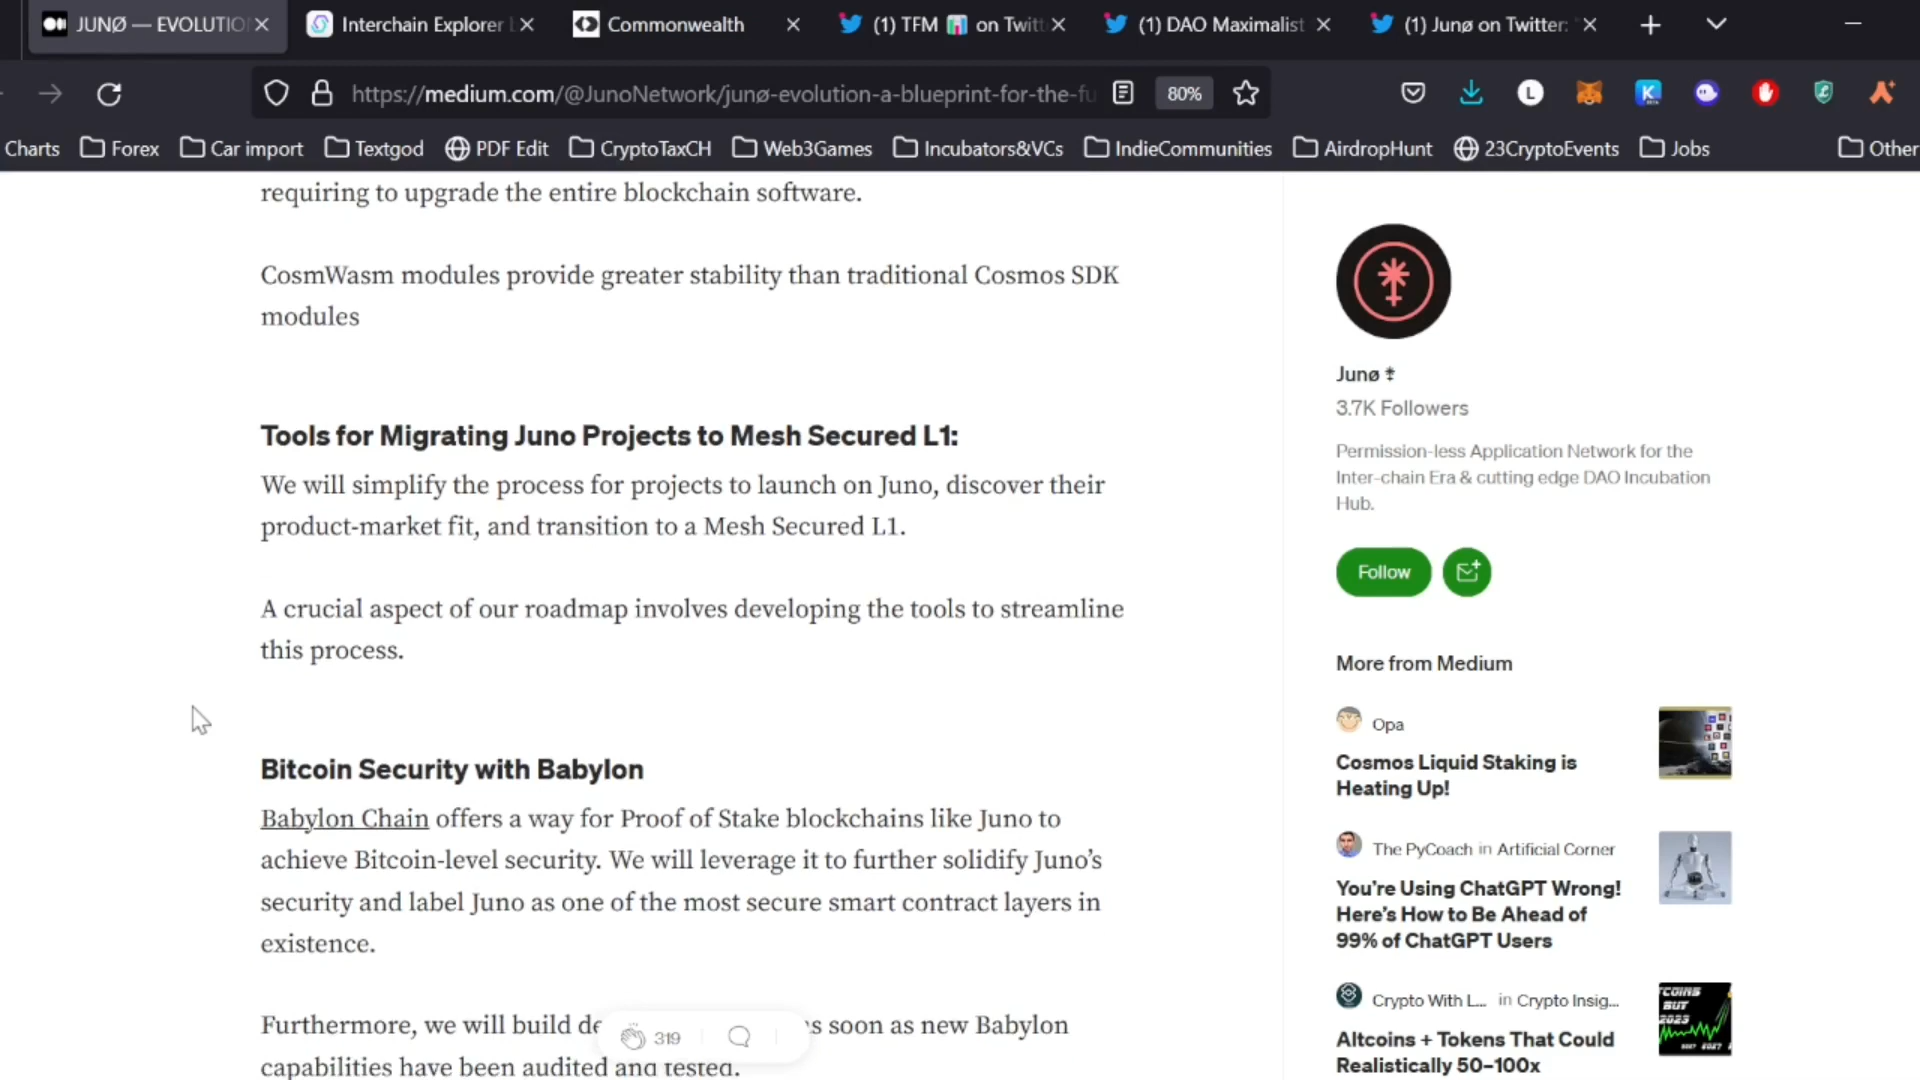 JUNØ — EVOLUTIO
Interchain Explorer
Commonwealth
(1) TFM on Twitt
(1) DAO Maximalist
(1) Junø on Twitter: "
https://medium.com/@JunoNetwork/junø-evolution-a-blueprint-for-the-fu
80%
L
K
Charts
Forex
Car import
Textgod
PDF Edit
CryptoTaxCH
Web3Games
Incubators&VCs
IndieCommunities
AirdropHunt
23CryptoEvents
Jobs
Other
requiring to upgrade the entire blockchain software.
CosmWasm modules provide greater stability than traditional Cosmos SDK
modules
Tools for Migrating Juno Projects to Mesh Secured L1:
We will simplify the process for projects to launch on Juno, discover their
product-market fit, and transition to a Mesh Secured L1.
A crucial aspect of our roadmap involves developing the tools to streamline
this process.
Bitcoin Security with Babylon
Babylon Chain offers a way for Proof of Stake blockchains like Juno to
achieve Bitcoin-level security. We will leverage it to further solidify Juno's
security and label Juno as one of the most secure smart contract layers in
existence.
Furthermore, we will build de
s soon as new Babylon
capabilities have been audited and tested.
319
Junø
3.7K Followers
Permission-less Application Network for the
Inter-chain Era & cutting edge DAO Incubation
Hub.
Follow
More from Medium
Opa
Cosmos Liquid Staking is
Heating Up!
The PyCoach in Artificial Corner
You're Using ChatGPT Wrong!
Here's How to Be Ahead of
99% of ChatGPT Users
Crypto With L... in Crypto Insig...
Altcoins + Tokens That Could
Realistically 50–100x
TCOINS
BUT
2023